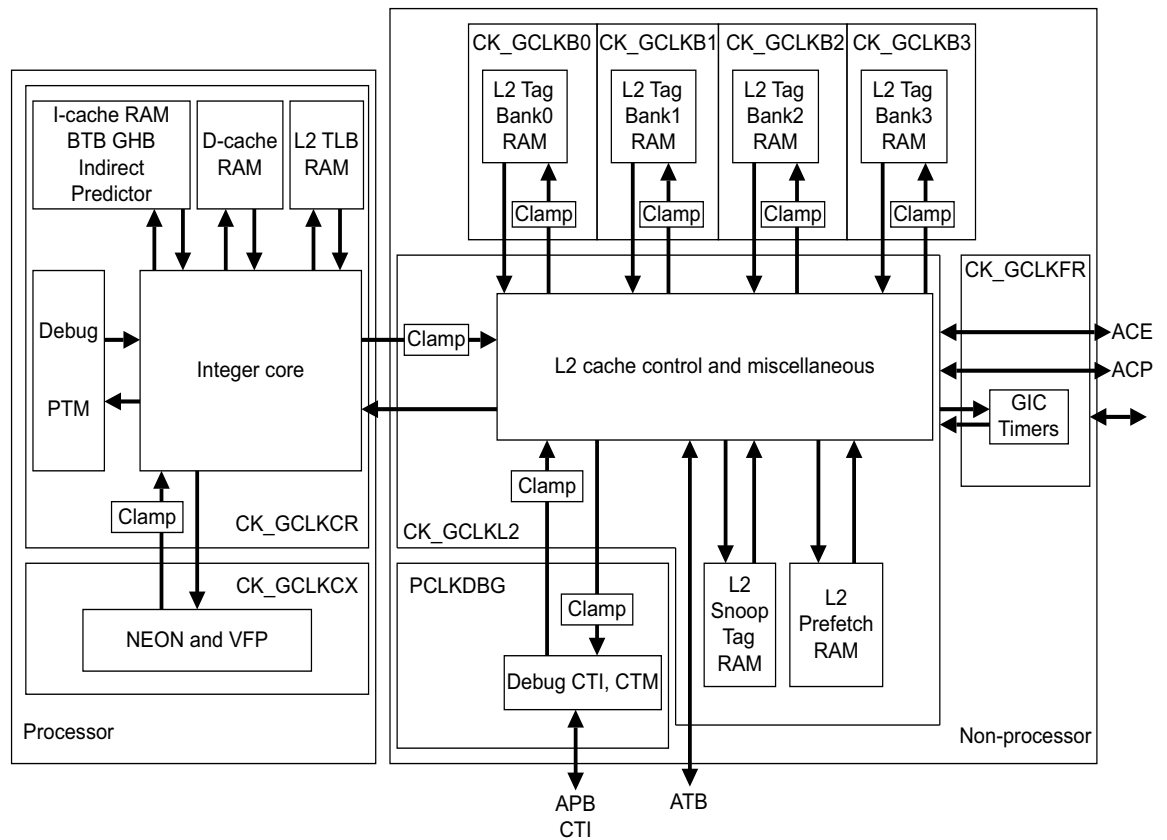 CK_GCLKB0
CK_GCLKB1
CK_GCLKB2
CK_GCLKB3
L2 Tag
Bank0
RAM
L2 Tag
Bank1
RAM
L2 Tag
Bank2
RAM
L2 Tag
Bank3
RAM
Clamp
Clamp
Clamp
Clamp
I-cache RAM
BTB GHB
Indirect
Predictor
D-cache
RAM
L2 TLB
RAM
Debug
PTM
Integer core
Clamp
L2 cache control and miscellaneous
CK_GCLKFR
ACE
ACP
GIC
Timers
Clamp
CK_GCLKCR
Clamp
CK_GCLKL2
CK_GCLKCX
NEON and VFP
PCLKDBG
Clamp
Debug CTI, CTM
L2
Snoop
Tag
RAM
L2
Prefetch
RAM
Processor
Non-processor
APB
CTI
ATB